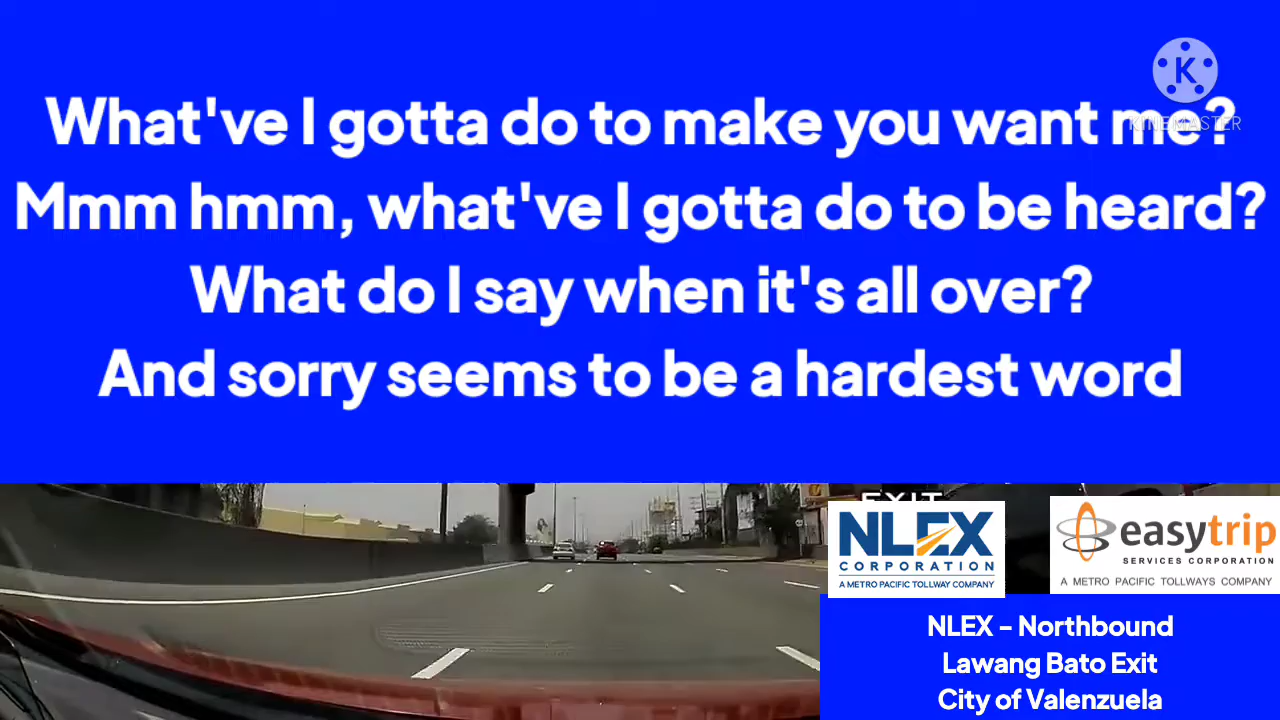 What've I gotta do to make you want me?
Mmm hmm, what've I gotta do to be heard?
What do I say when it's all over?
And sorry seems to be a hardest word
KINEMASTER
EXIT
NLEX
CORPORATION
A METRO PACIFIC TOLLWAY COMPANY
easytrip
SERVICES CORPORATION
A METRO PACIFIC TOLLWAYS COMPANY
NLEX - Northbound
Lawang Bato Exit
City of Valenzuela